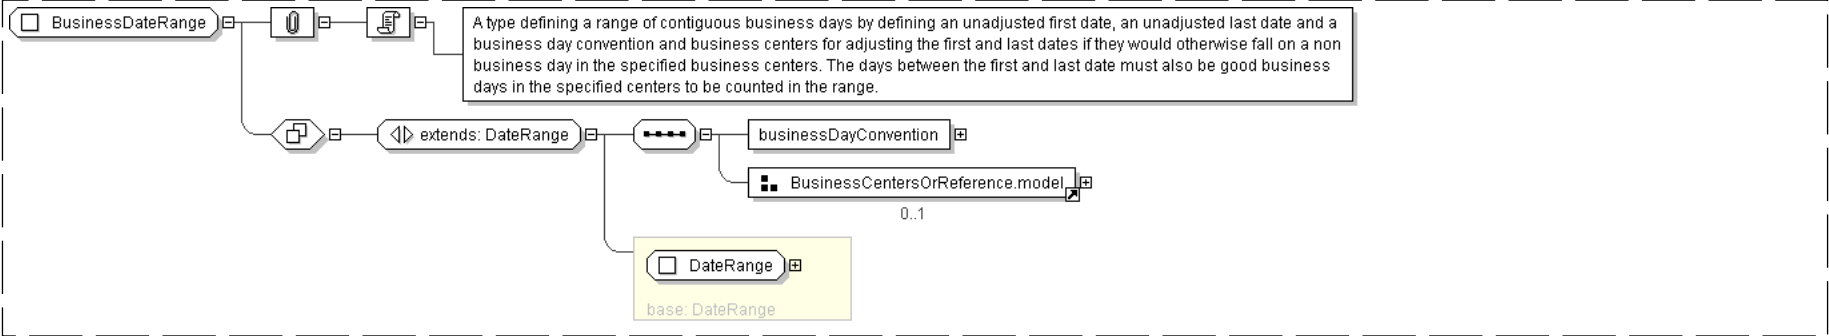 BusinessDateRange
A type defining a range of contiguous business days by defining an unadjusted first date, an unadjusted last date and a
business day convention and business centers for adjusting the first and last dates if they would otherwise fall on a non
business day in the specified business centers. The days between the first and last date must also be good business
days in the specified centers to be counted in the range.
extends: DateRange
businessDayConvention
BusinessCentersOrReference.model
0..1
DateRange
base: DateRange